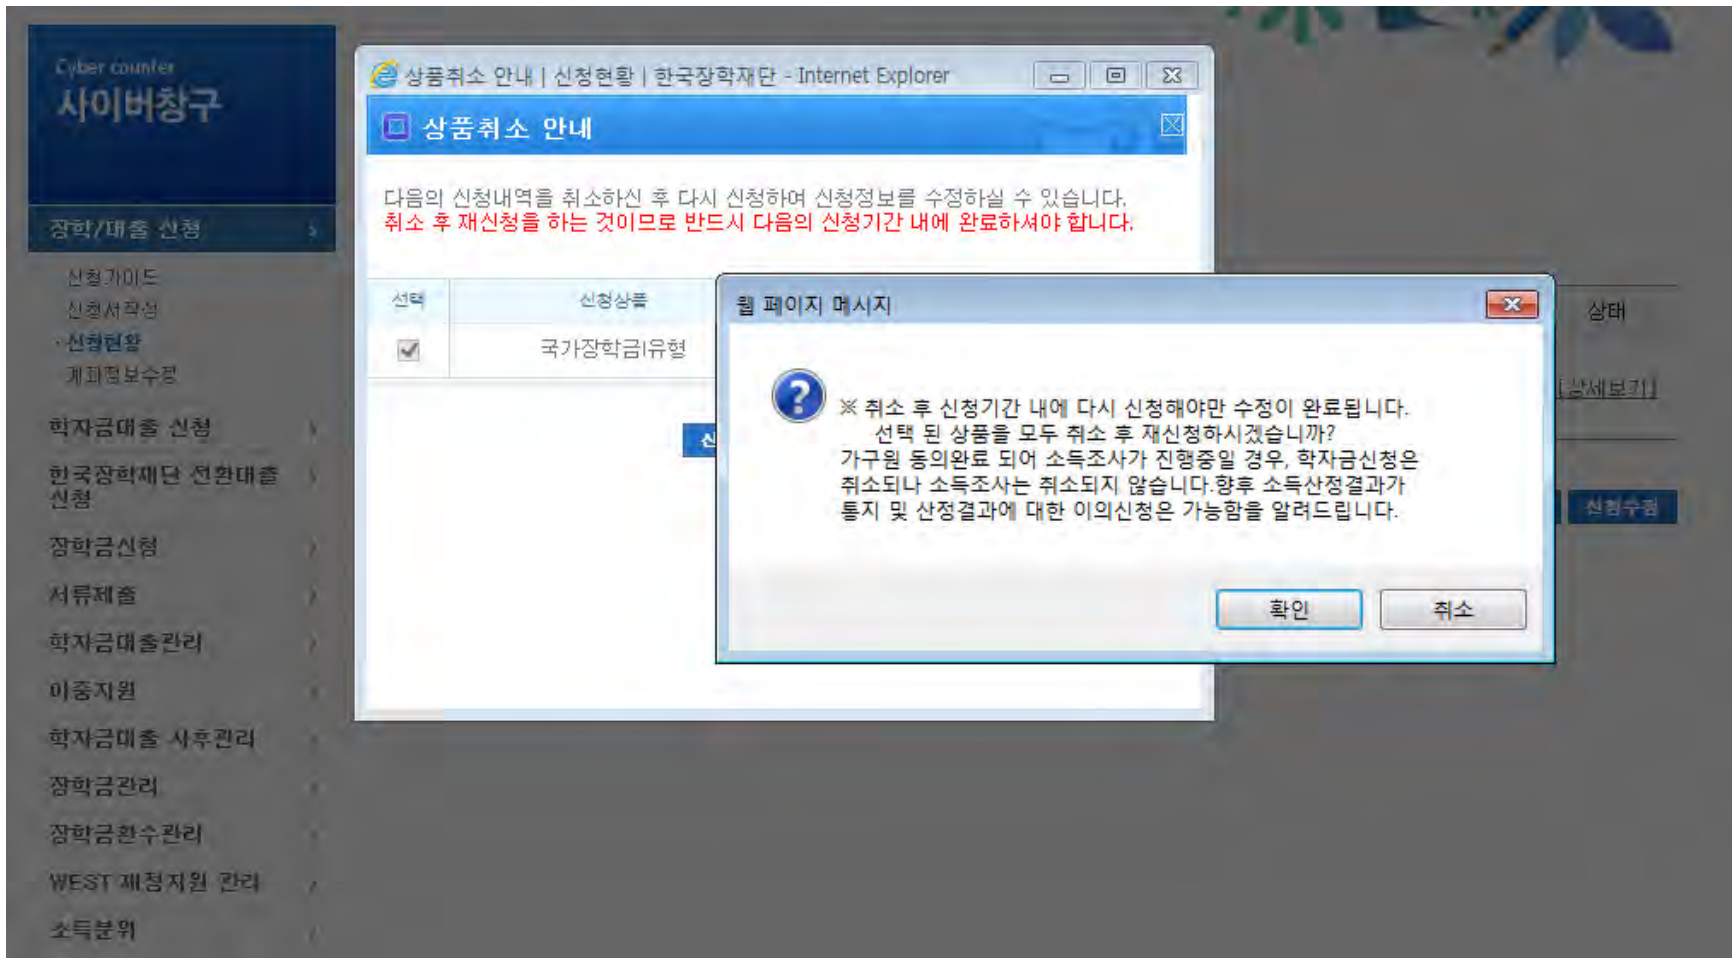 Cyber counter
사이버창구
장학/대출 신청
신청가이드
신청서작성
신청현황
계좌정보수정
학자금대출 신청
한국장학재단 전환대출
신청
장학금신청
서류제출
학자금대출관리
이중지원
학자금대출 사후관리
장학금관리
장학금환수관리
WEST 재정지원 관리
소득분위
상품취소 안내 | 신청현황 | 한국장학재단 - Internet Explorer
상품취소 안내
다음의 신청내역을 취소하신 후 다시 신청하여 신청정보를 수정하실 수 있습니다.
취소 후 재신청을 하는 것이므로 반드시 다음의 신청기간 내에 완료하셔야 합니다.
선택 신청상품
국가장학금I유형
웹 페이지 메시지
※ 취소 후 신청기간 내에 다시 신청해야만 수정이 완료됩니다.
선택 된 상품을 모두 취소 후 재신청하시겠습니까?
가구원 동의완료 되어 소득조사가 진행중일 경우, 학자금신청은
취소되나 소득조사는 취소되지 않습니다.향후 소득산정결과가
통지 및 산정결과에 대한 이의신청은 가능함을 알려드립니다.
확인 취소
상태
[상세보기]
신청수정